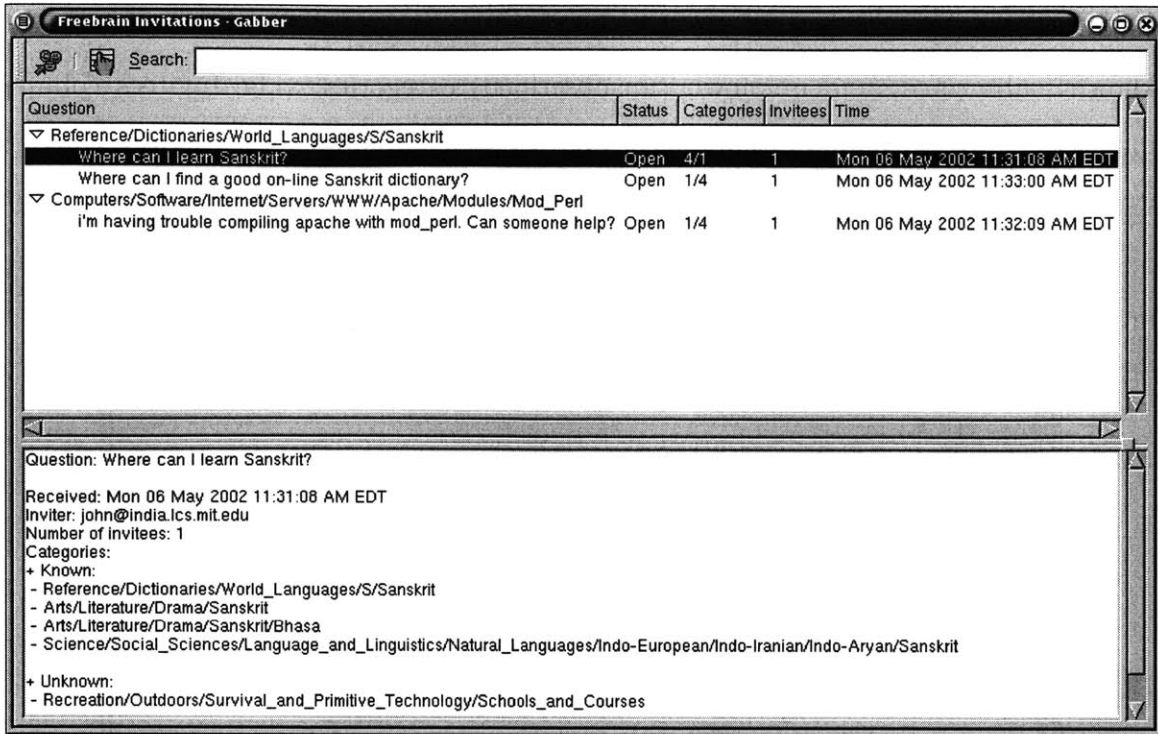 Freebrain Invitations - Gabber
Search:
Question Status Categories Invitees Time
Reference/Dictionaries/World_Languages/S/Sanskrit
Where can I learn Sanskrit? Open 4/1 1 Mon 06 May 2002 11:31:08 AM EDT
Where can I find a good on-line Sanskrit dictionary? Open 1/4 Mon 06 May 2002 11:33:00 AM EDT
Computers/Software/Internet/Servers/WWW/Apache/Modules/Mod_Perl
i'm having trouble compiling apache with mod_perl. Can someone help? Open 1/4 1 Mon 06 May 2002 11:32:09 AM EDT
Question: Where can I learn Sanskrit?
Received: Mon 06 May 2002 11:31:08 AM EDT
Inviter: john@india.lcs.mit.edu
Number of invitees: 1
Categories:
+ Known:
- Reference/Dictionaries/World_Languages/S/Sanskrit
- Arts/Literature/Drama/Sanskrit
- Arts/Literature/Drama/Sanskrit/Bhasa
- Science/Social_Sciences/Language_and_Linguistics/Natural_Languages/Indo-European/Indo-Iranian/Indo-Aryan/Sanskrit
+ Unknown:
- Recreation/Outdoors/Survival_and_Primitive_Technology/Schools_and_Courses